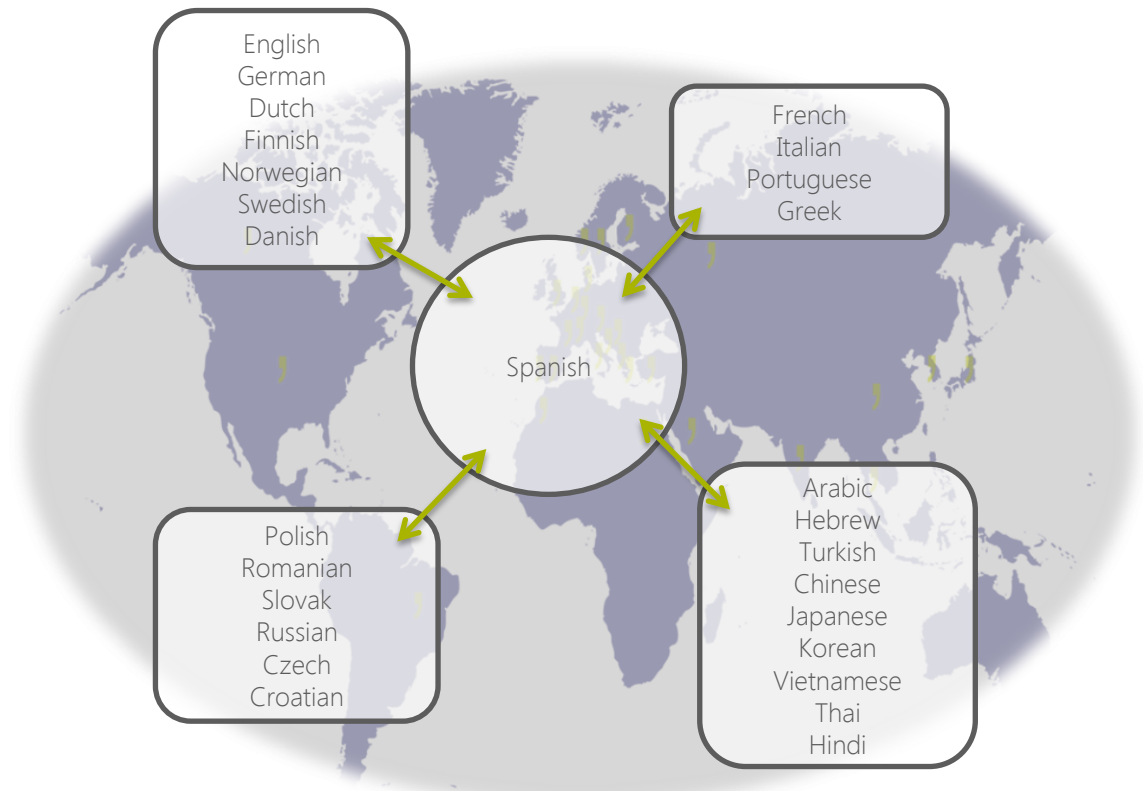 English
German
Dutch
Finnish
Norwegian
Swedish
Danish
French
Italian
Portuguese
Greek
Spanish
Polish
Romanian
Slovak
Russian
Czech
Croatian
Arabic
Hebrew
Turkish
Chinese
Japanese
Korean
Vietnamese
Thai
Hindi